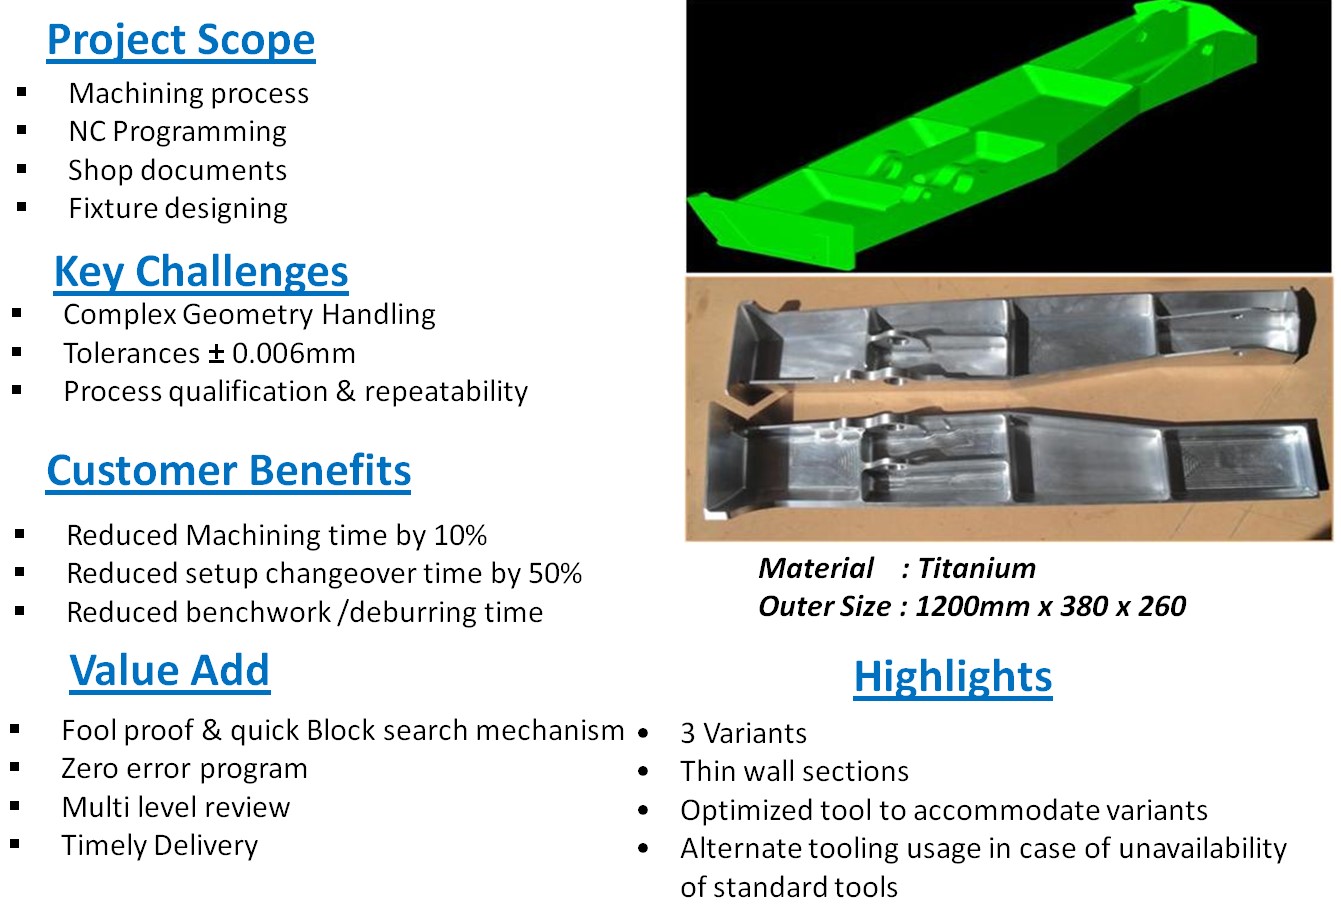 Project Scope
Machining process
NC Programming
Shop documents
Fixture designing
Key Challenges
Complex Geometry Handling
Tolerances ± 0.006mm
Process qualification & repeatability
Customer Benefits
Reduced Machining time by 10%
Reduced setup changeover time by 50%
Reduced benchwork /deburring time
Value Add
Fool proof & quick Block search mechanism
Zero error program
Multi level review
Timely Delivery
Material : Titanium
Outer Size : 1200mm x 380 x 260
Highlights
3 Variants
Thin wall sections
Optimized tool to accommodate variants
Alternate tooling usage in case of unavailability
of standard tools